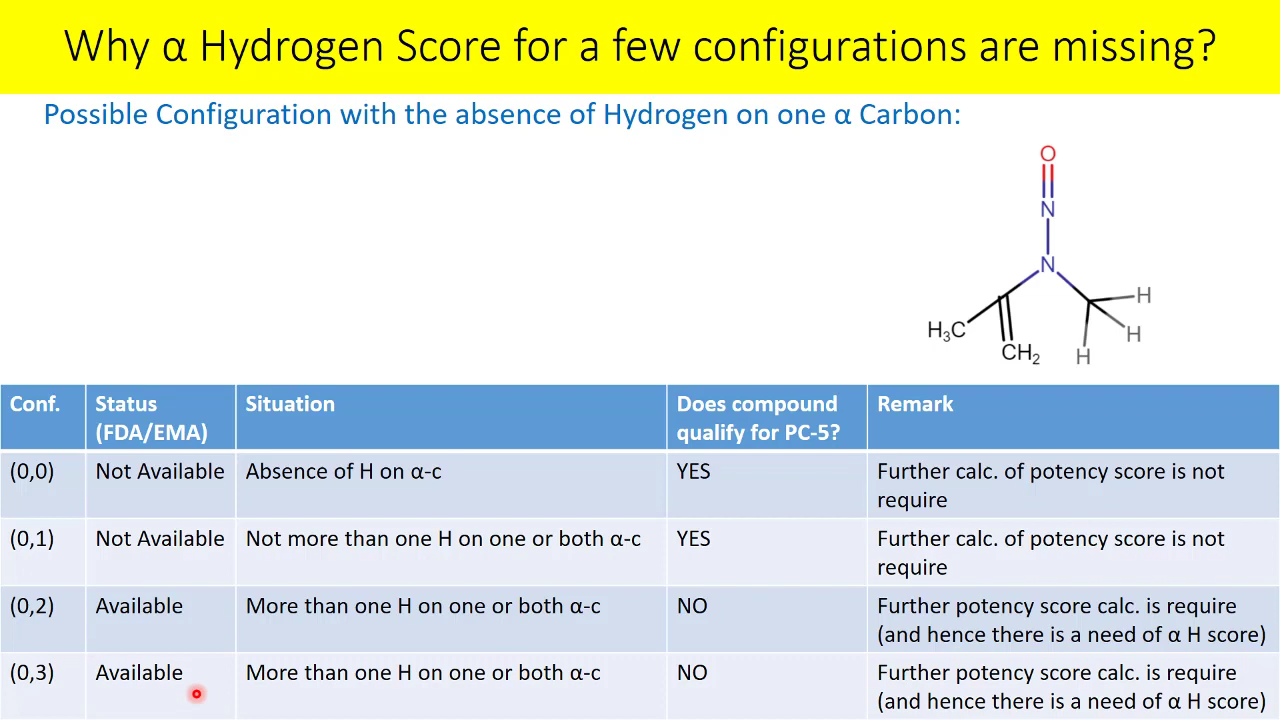 Why α Hydrogen Score for a few configurations are missing?
Possible Configuration with the absence of Hydrogen on one α Carbon:
O
N
N
H
H₃C
H
CH₂
H
Conf.
Status
(FDA/EMA)
Situation
Does compound
qualify for PC-5?
Remark
(0,0)
Not Available
Absence of H on α-c
YES
Further calc. of potency score is not
require
(0,1)
Not Available
Not more than one H on one or both α-c
YES
Further calc. of potency score is not
require
(0,2)
Available
More than one H on one or both α-c
NO
Further potency score calc. is require
(and hence there is a need of α H score)
(0,3)
Available
More than one H on one or both α-c
NO
Further potency score calc. is require
(and hence there is a need of α H score)